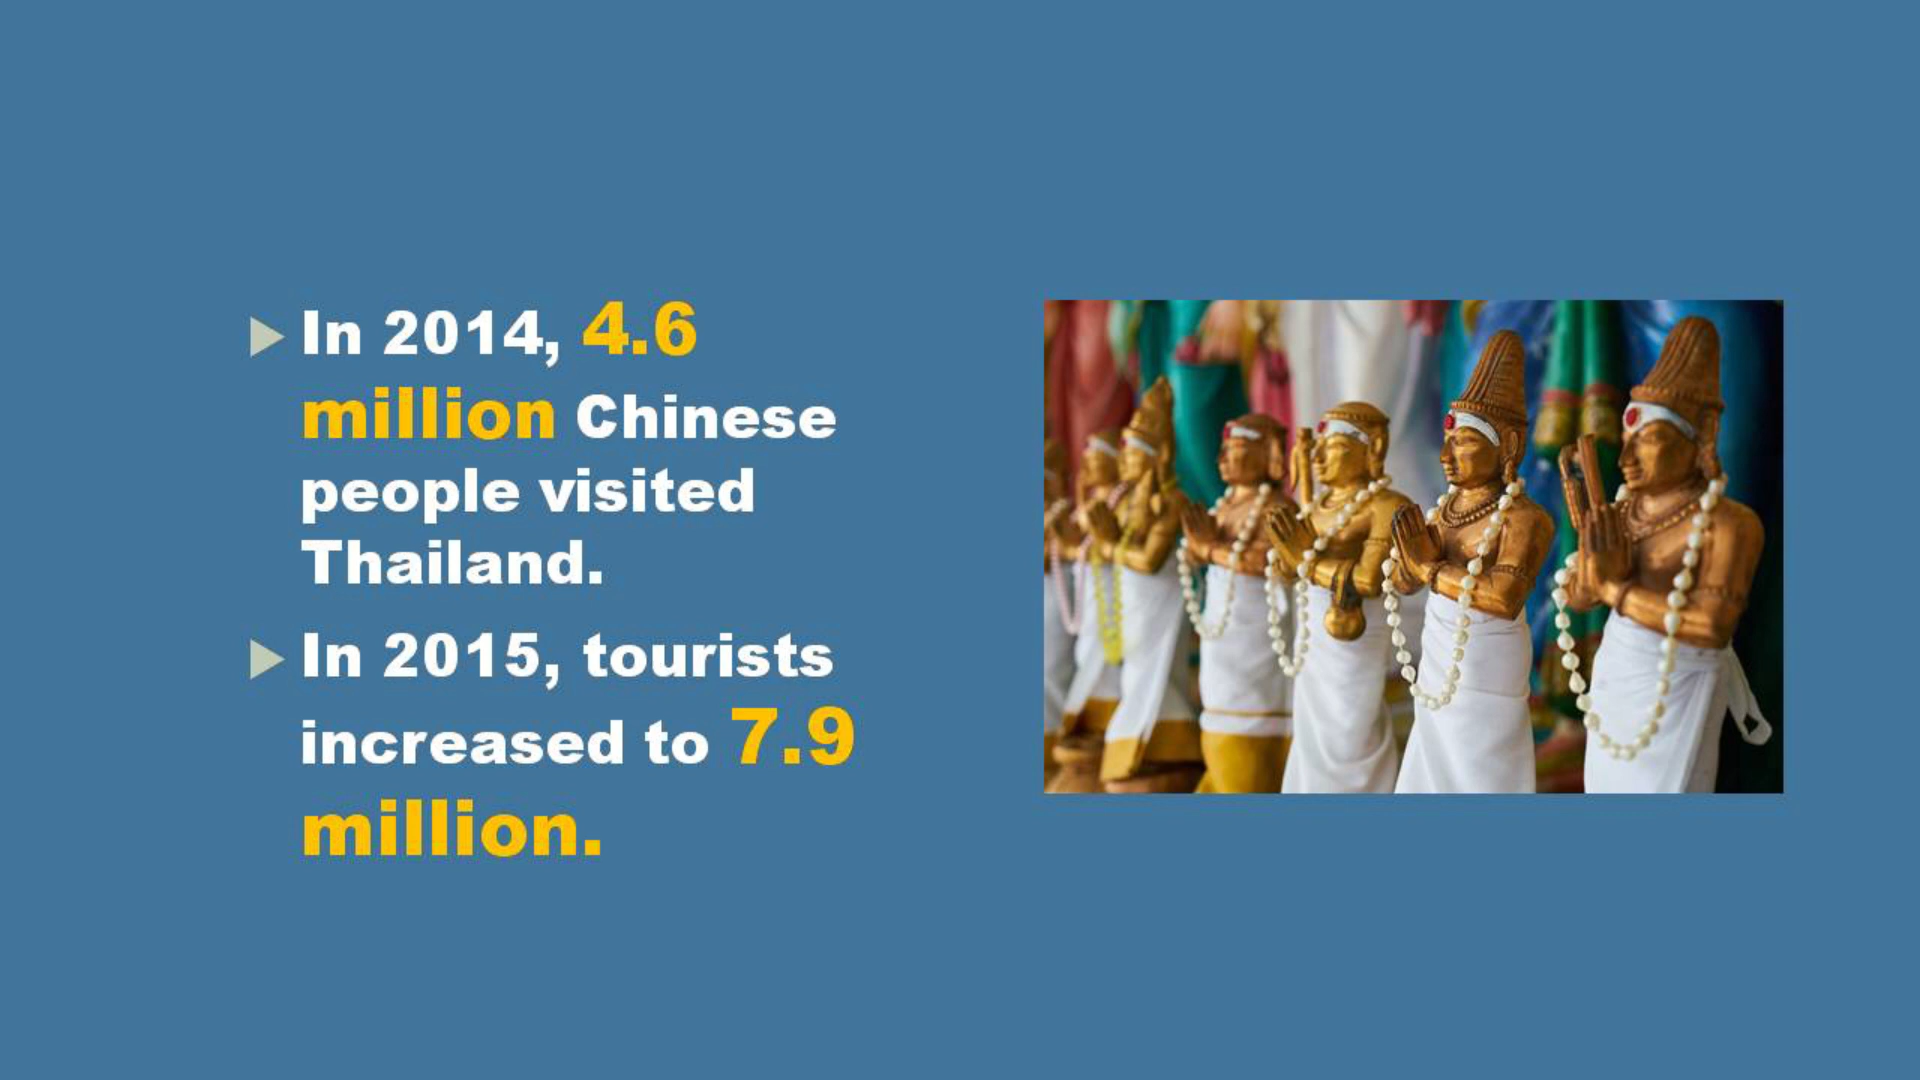 In 2014, 4.6
million Chinese
people visited
Thailand.
In 2015, tourists
increased to 7.9
million.